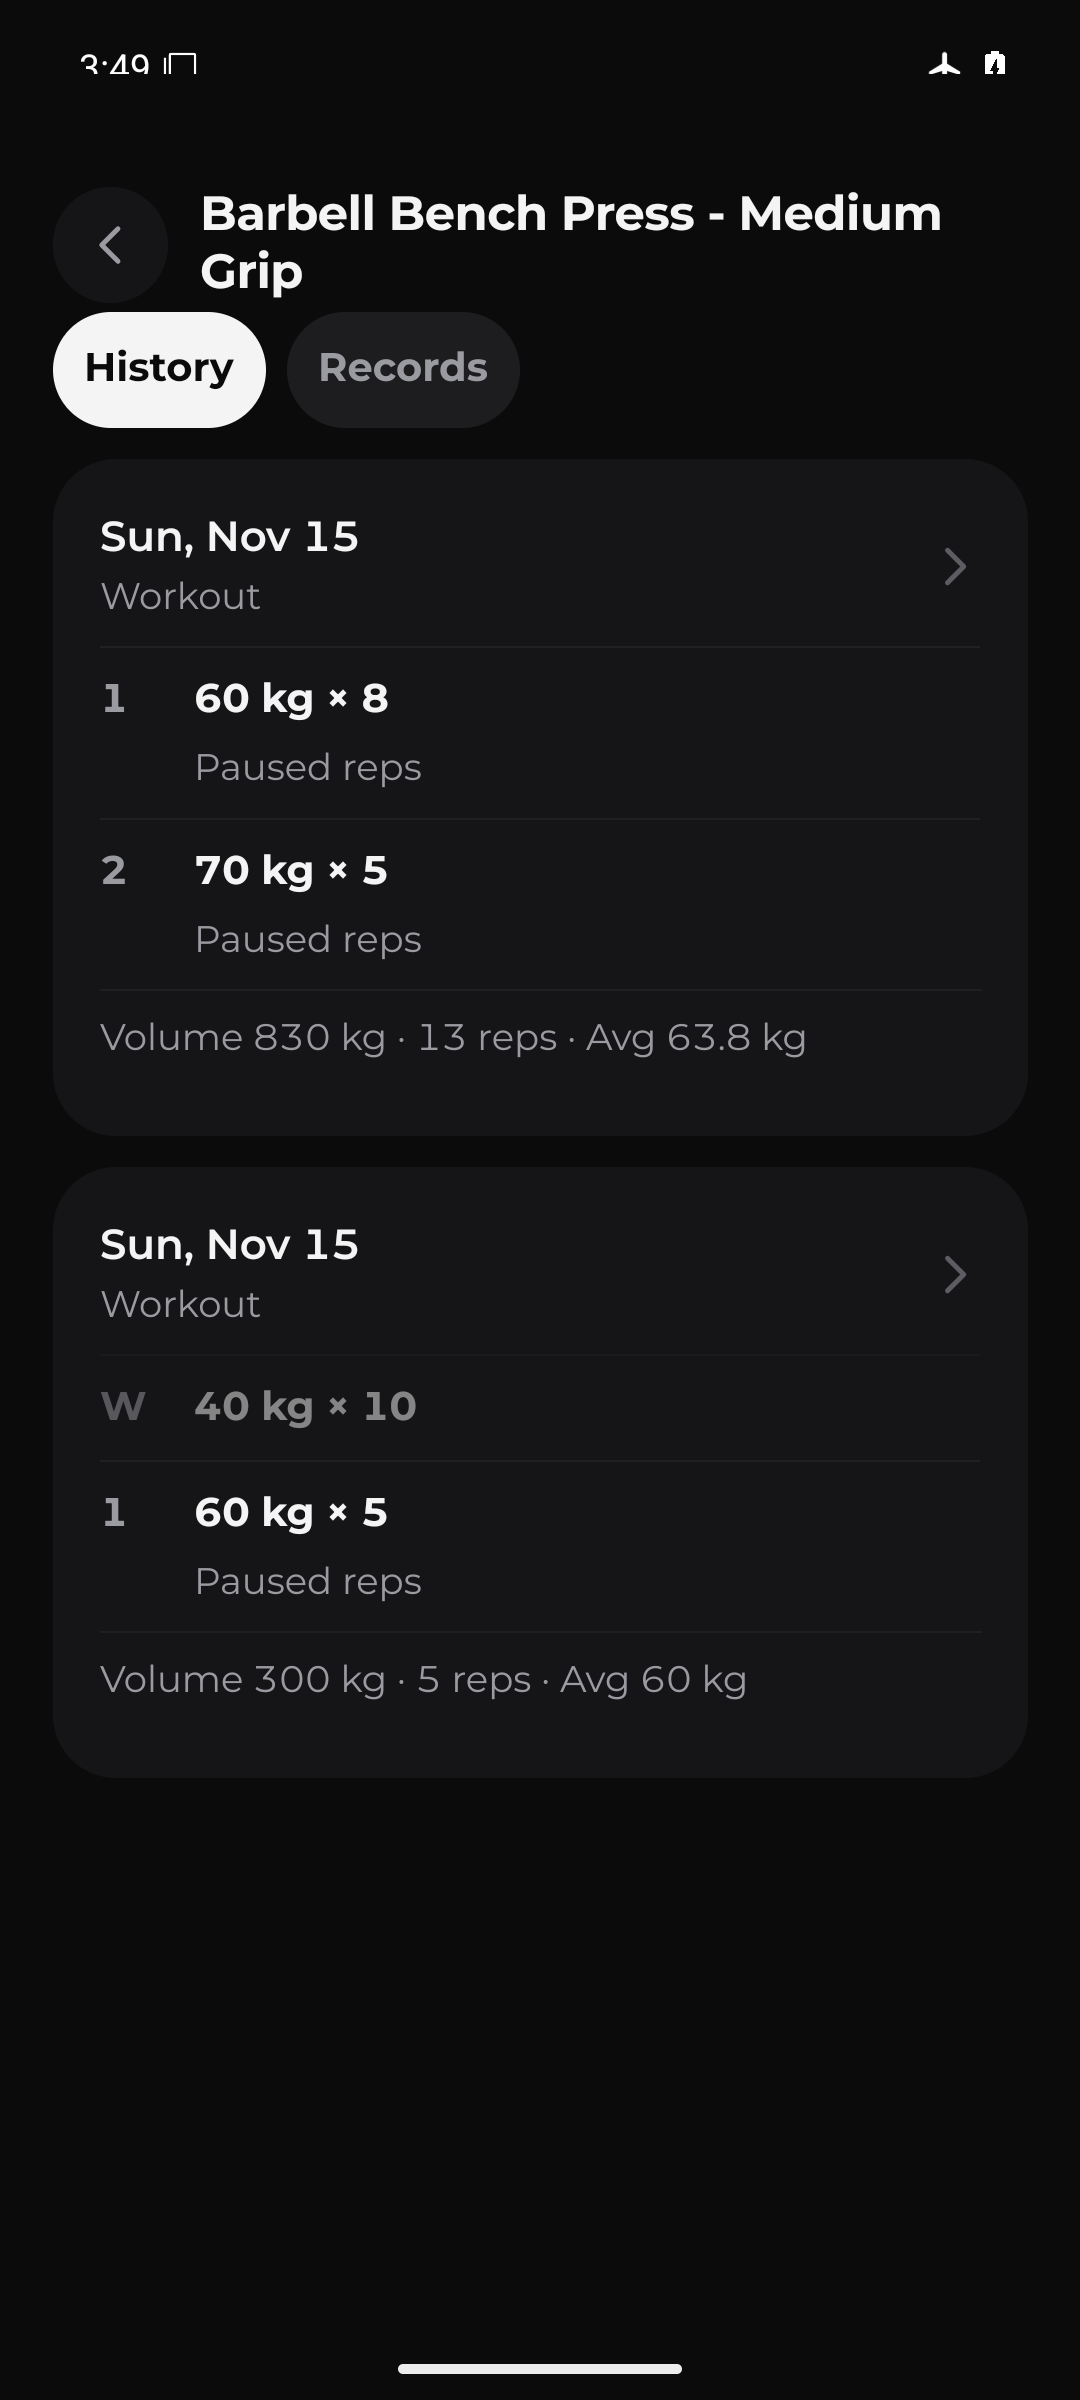 3:49
Barbell Bench Press - Medium
Grip
History Records
Sun, Nov 15
Workout
1 60 kg × 8
Paused reps
2 70 kg × 5
Paused reps
Volume 830 kg · 13 reps · Avg 63.8 kg
Sun, Nov 15
Workout
W 40 kg × 10
1 60 kg × 5
Paused reps
Volume 300 kg · 5 reps · Avg 60 kg